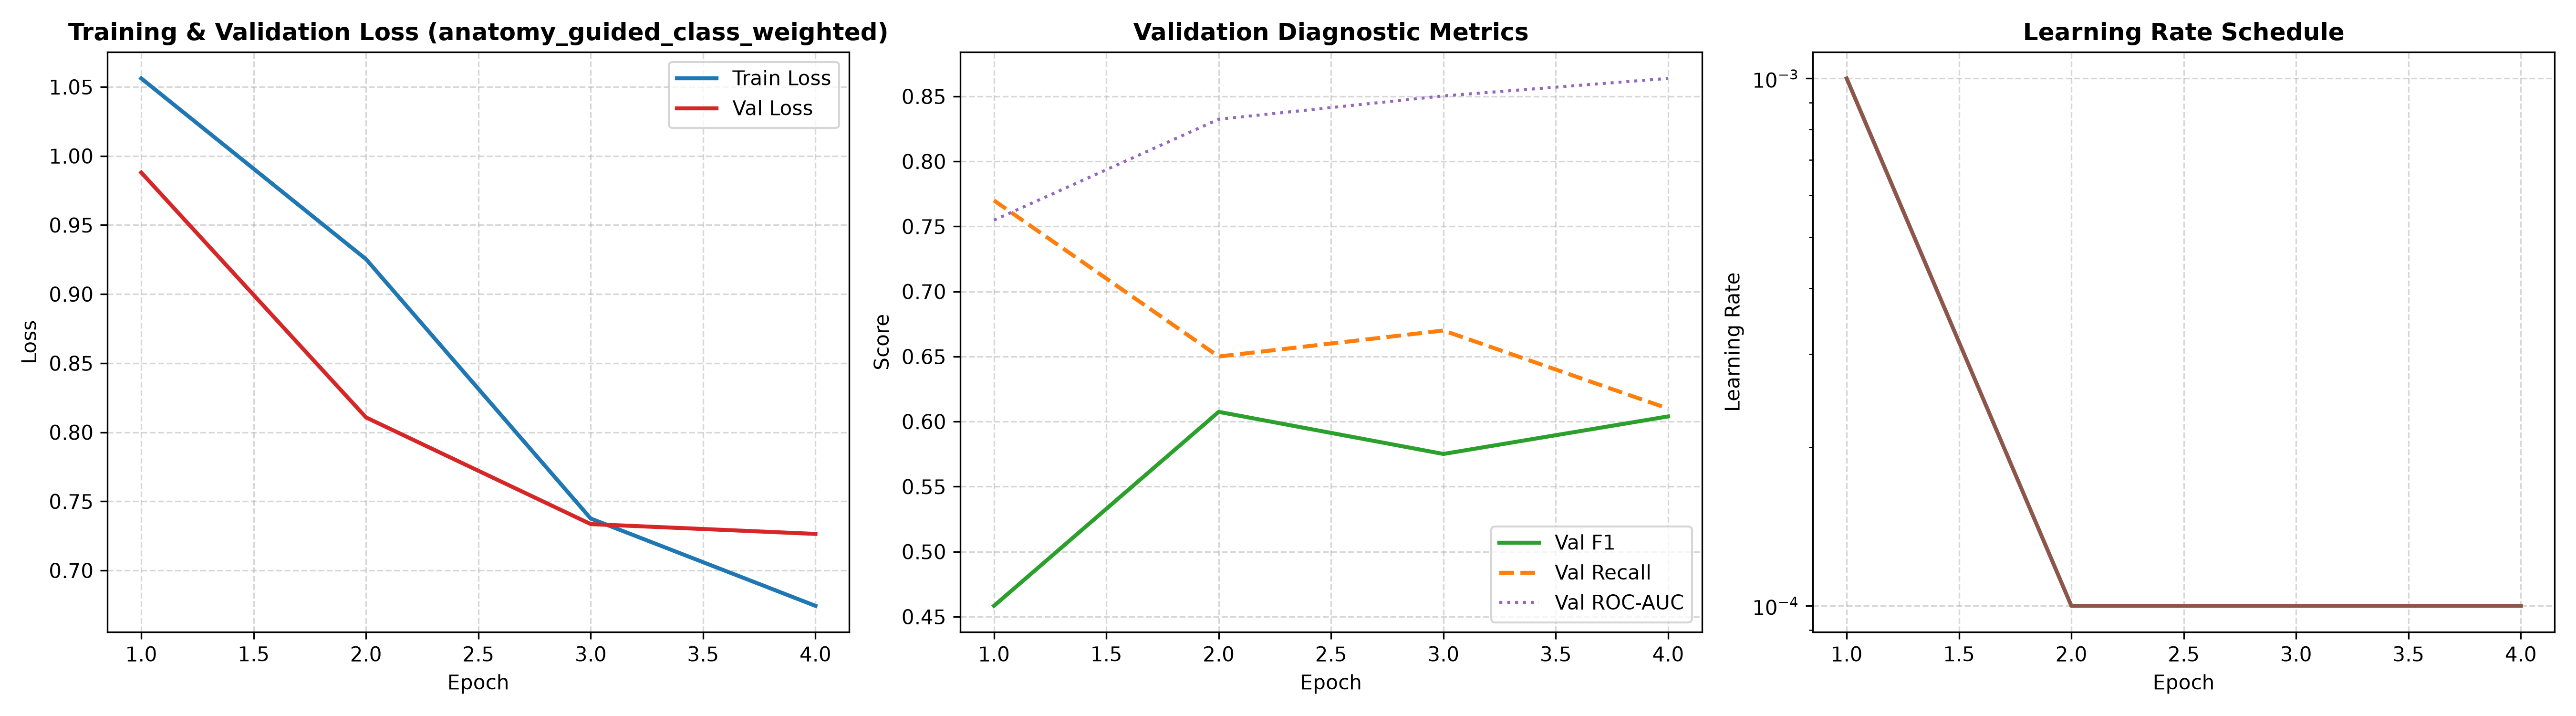 Training & Validation Loss (anatomy_guided_class_weighted)
Train Loss
Val Loss
1.05
1.00
0.95
0.90
0.85
0.80
0.75
0.70
Loss
1.0 1.5 2.0 2.5 3.0 3.5 4.0
Epoch
Validation Diagnostic Metrics
0.85
0.80
0.75
0.70
0.65
0.60
0.55
0.50
0.45
Score
Val F1
Val Recall
Val ROC-AUC
1.0 1.5 2.0 2.5 3.0 3.5 4.0
Epoch
Learning Rate Schedule
10⁻³
10⁻⁴
Learning Rate
1.0 1.5 2.0 2.5 3.0 3.5 4.0
Epoch